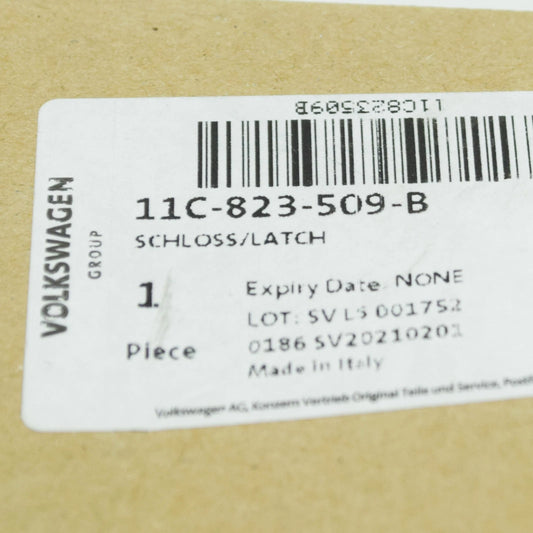 11C823509B
11C-823-509-B
SCHLOSS/LATCH
VOLKSWAGEN
GROUP
1
Piece
Expiry Date: NONE
LOT: SV L5 001752
0186 SV20210201
Made in Italy
Volkswagen AG, Konzern Vertrieb Original Teile und Service,